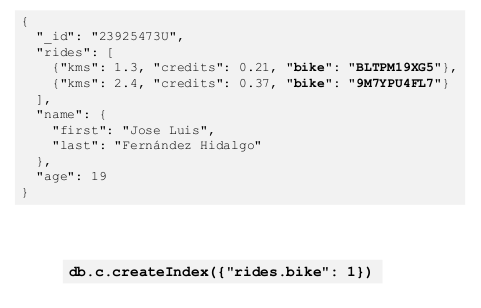 {
"_id": "23925473U",
"rides": [
{"kms": 1.3, "credits": 0.21, "bike": "BLTPM19XG5"},
{"kms": 2.4, "credits": 0.37, "bike": "9M7YPU4FL7"}
],
"name": {
"first": "Jose Luis",
"last": "Fernández Hidalgo"
},
"age": 19
}
db.c.createIndex({"rides.bike": 1})